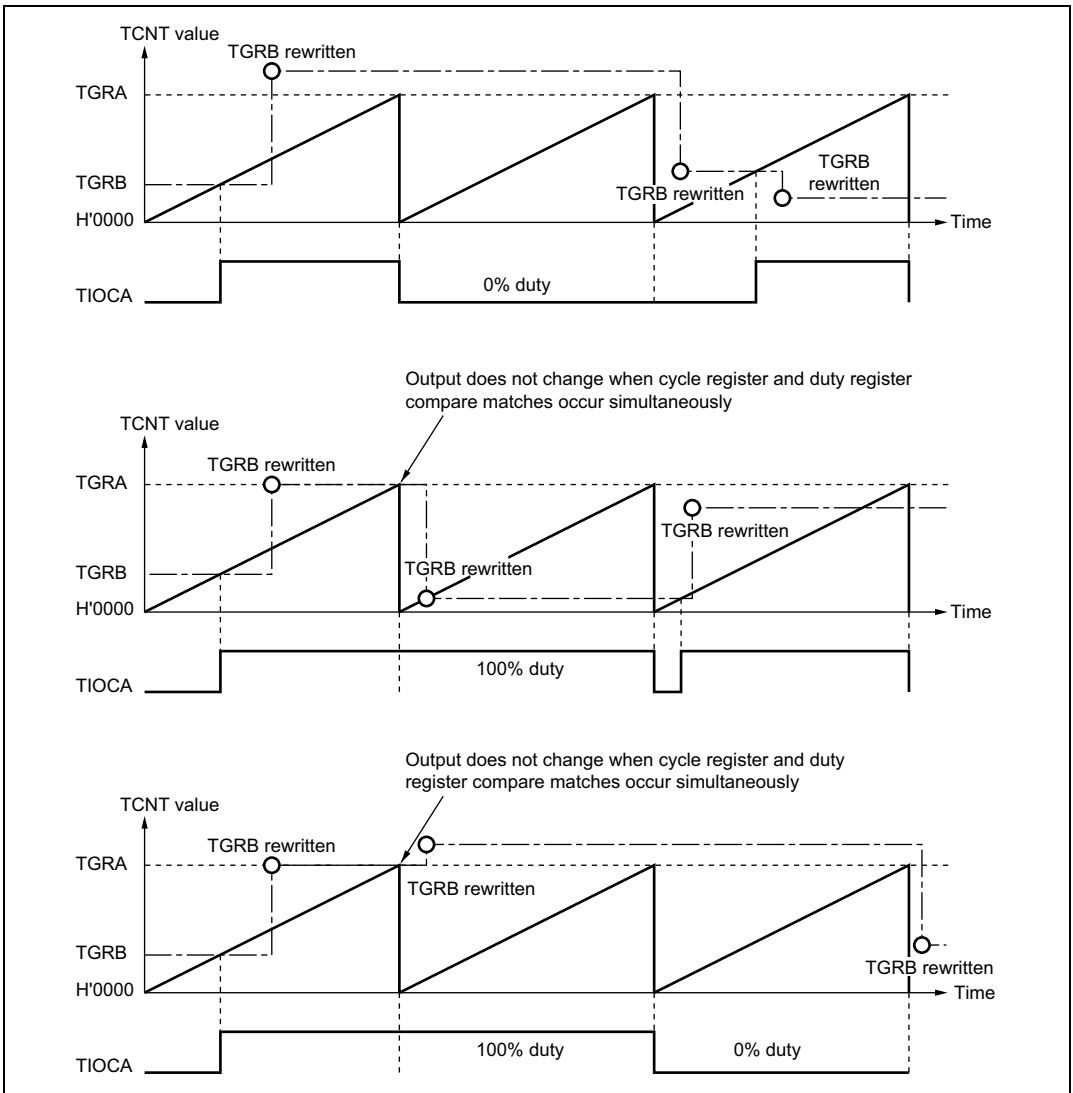 TCNT value
TGRB rewritten
TGRA
TGRB
rewritten
TGRB
TGRB rewritten
H'0000
Time
0% duty
TIOCA
Output does not change when cycle register and duty register
compare matches occur simultaneously
TCNT value
TGRB rewritten
TGRA
TGRB rewritten
TGRB
TGRB rewritten
H'0000
Time
100% duty
TIOCA
Output does not change when cycle register and duty
register compare matches occur simultaneously
TCNT value
TGRB rewritten
TGRA
TGRB rewritten
TGRB
TGRB rewritten
H'0000
Time
100% duty
0% duty
TIOCA